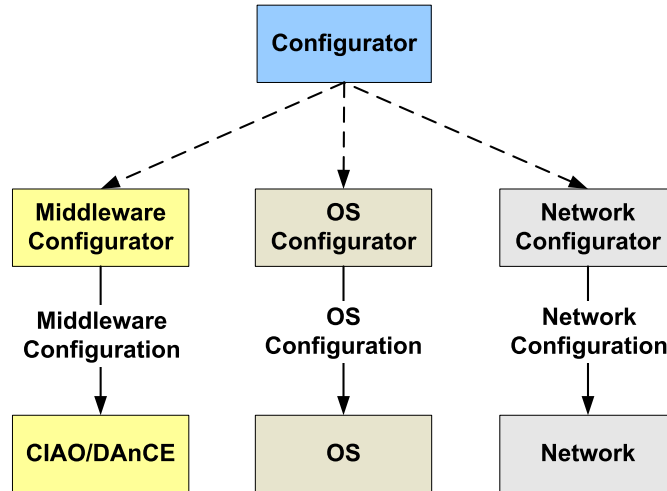 Configurator
Middleware
Configurator
OS
Configurator
Network
Configurator
Middleware
Configuration
OS
Configuration
Network
Configuration
CIAO/DAnCE
OS
Network